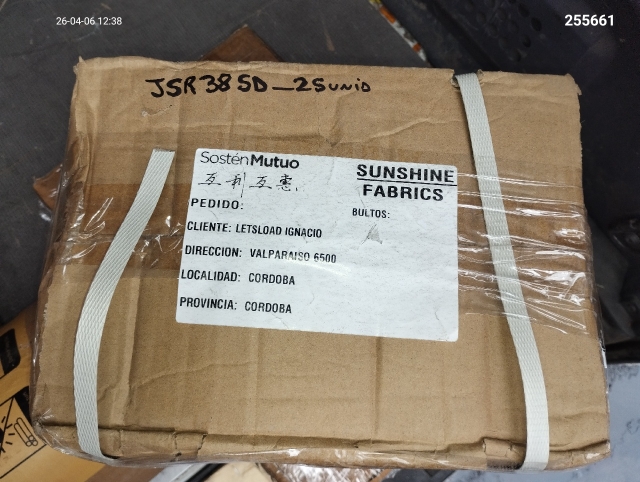 26-04-06 12:38
255661
JSR385D_25unid
SosténMutuo
互利互惠
SUNSHINE
FABRICS
PEDIDO:
BULTOS:
CLIENTE: LETSLOAD IGNACIO
DIRECCION: VALPARAISO 6500
LOCALIDAD: CORDOBA
PROVINCIA: CORDOBA